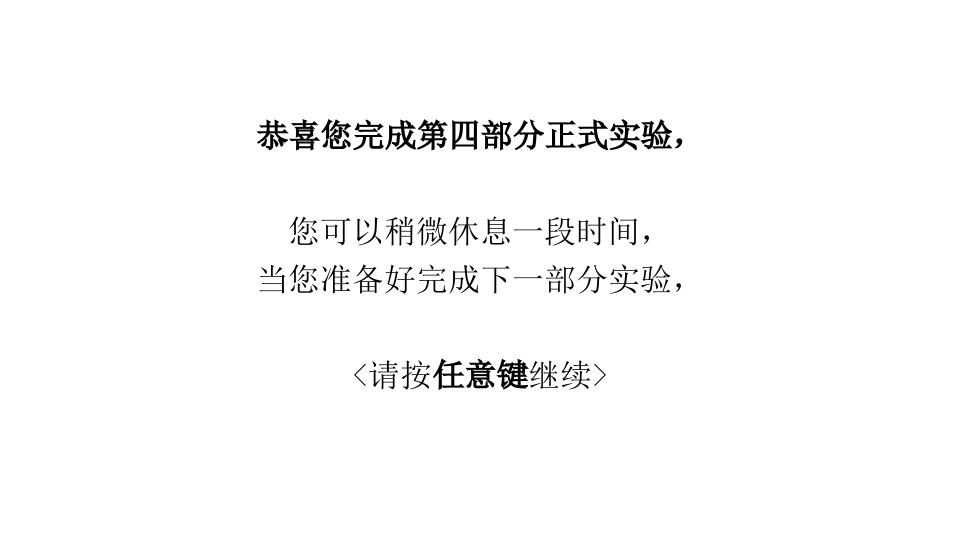 恭喜您完成第四部分正式实验，
您可以稍微休息一段时间，
当您准备好完成下一部分实验，
<请按任意键继续>